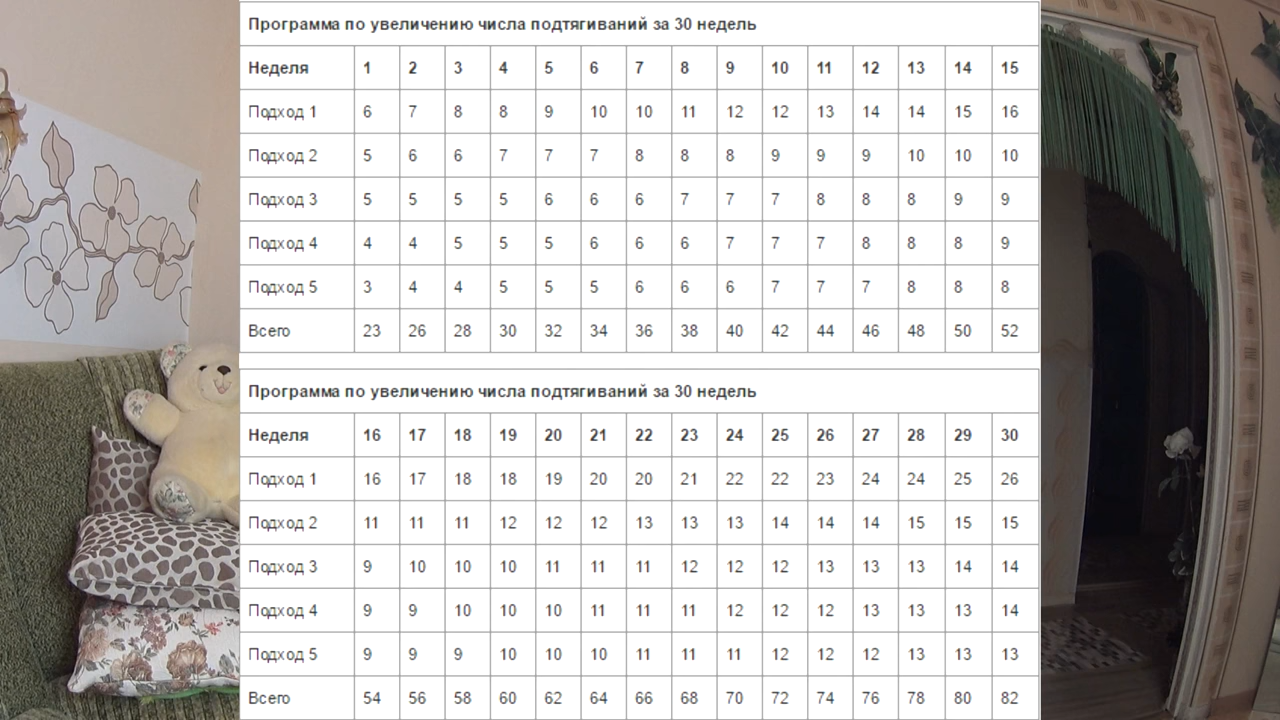 Программа по увеличению числа подтягиваний за 30 недель
Неделя 1 2 3 4 5 6 7 8 9 10 11 12 13 14 15
Подход 1 6 7 8 8 9 10 10 11 12 12 13 14 14 15 16
Подход 2 5 6 6 7 7 7 8 8 8 9 9 9 10 10 10
Подход 3 5 5 5 5 6 6 6 7 7 7 8 8 8 9 9
Подход 4 4 4 5 5 5 6 6 6 7 7 7 8 8 8 9
Подход 5 3 4 4 5 5 5 6 6 6 7 7 7 8 8 8
Всего 23 26 28 30 32 34 36 38 40 42 44 46 48 50 52
Программа по увеличению числа подтягиваний за 30 недель
Неделя 16 17 18 19 20 21 22 23 24 25 26 27 28 29 30
Подход 1 16 17 18 18 19 20 20 21 22 22 23 24 24 25 26
Подход 2 11 11 11 12 12 12 13 13 13 14 14 14 15 15 15
Подход 3 9 10 10 10 11 11 11 12 12 12 13 13 13 14 14
Подход 4 9 9 10 10 10 11 11 11 12 12 12 13 13 13 14
Подход 5 9 9 9 10 10 10 11 11 11 12 12 12 13 13 13
Всего 54 56 58 60 62 64 66 68 70 72 74 76 78 80 82